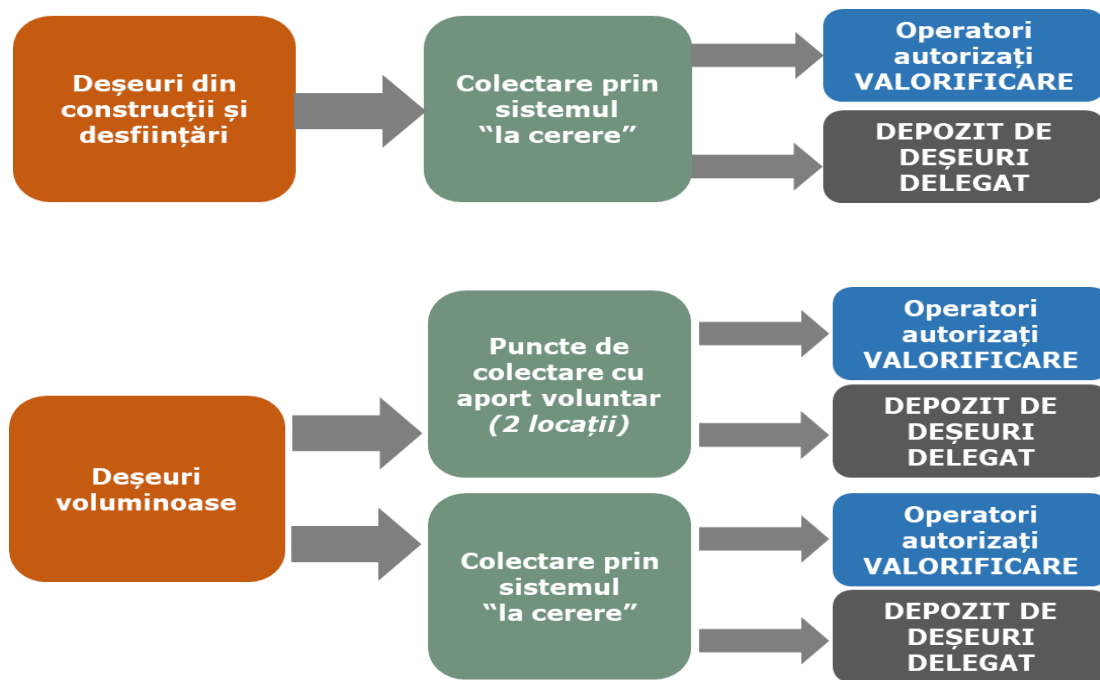 Deșeuri din
construcții și
desființări
Colectare prin
sistemul
“la cerere”
Operatori
autorizați
VALORIFICARE
DEPOZIT DE
DEȘEURI
DELEGAT
Deșeuri
voluminoase
Puncte de
colectare cu
aport voluntar
(2 locații)
Operatori
autorizați
VALORIFICARE
DEPOZIT DE
DEȘEURI
DELEGAT
Colectare prin
sistemul
“la cerere”
Operatori
autorizați
VALORIFICARE
DEPOZIT DE
DEȘEURI
DELEGAT